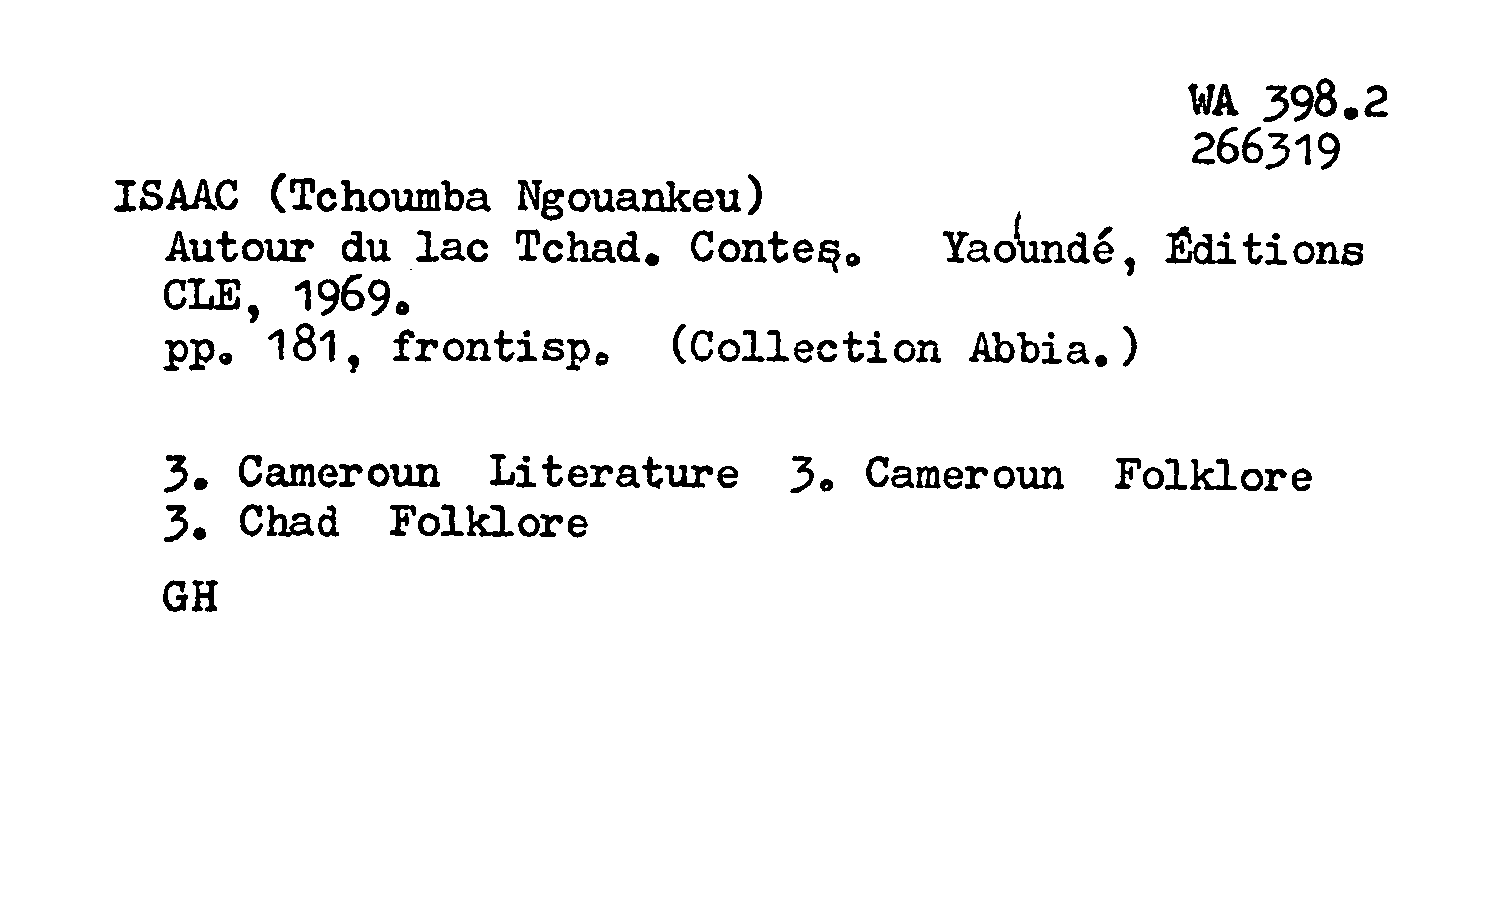 WA 398.2
266319
ISAAC (Tchoumba Ngouankeu)
Autour du lac Tchad. Contes. Yaoundé, Éditions
CLE, 1969.
pp. 181, frontisp. (Collection Abbia.)
3. Cameroun Literature 3. Cameroun Folklore
3. Chad Folklore
GH